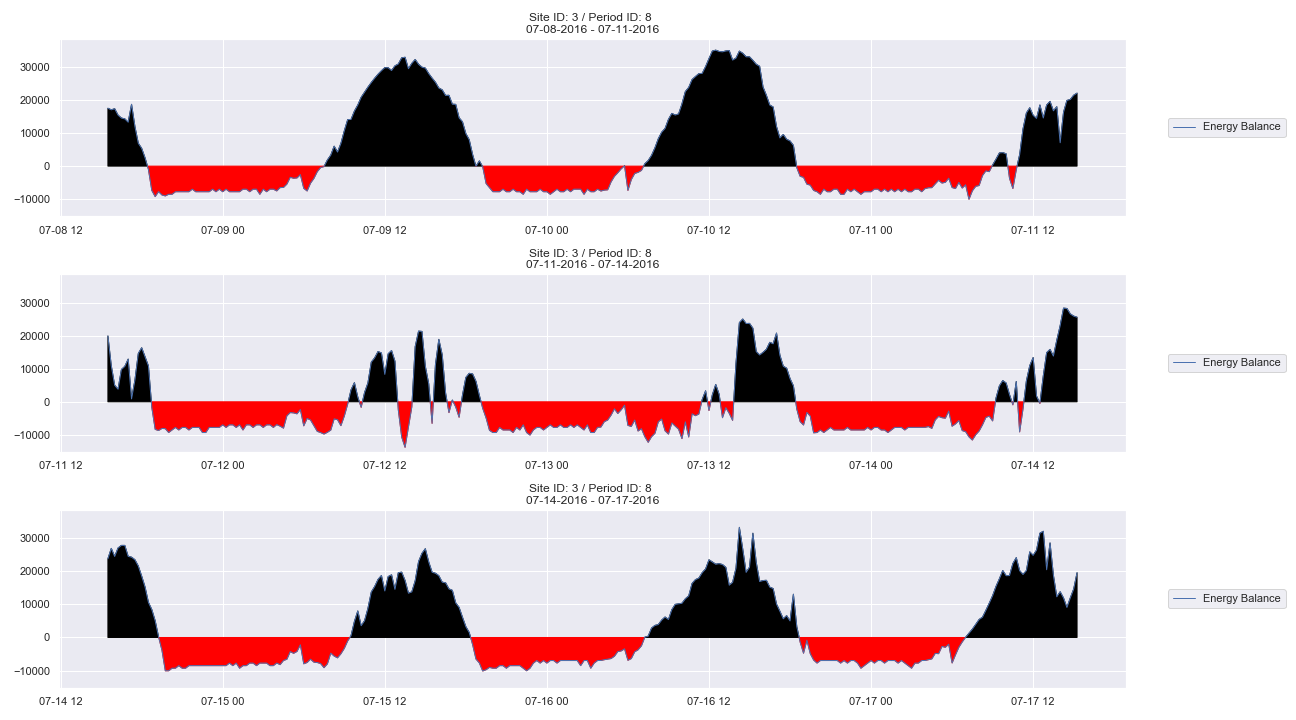 Site ID: 3 / Period ID: 8
07-08-2016 - 07-11-2016
30000
20000
10000
0
−10000
07-08 12 07-09 00 07-09 12 07-10 00 07-10 12 07-11 00 07-11 12
Energy Balance
Site ID: 3 / Period ID: 8
07-11-2016 - 07-14-2016
30000
20000
10000
0
−10000
07-11 12 07-12 00 07-12 12 07-13 00 07-13 12 07-14 00 07-14 12
Energy Balance
Site ID: 3 / Period ID: 8
07-14-2016 - 07-17-2016
30000
20000
10000
0
−10000
07-14 12 07-15 00 07-15 12 07-16 00 07-16 12 07-17 00 07-17 12
Energy Balance